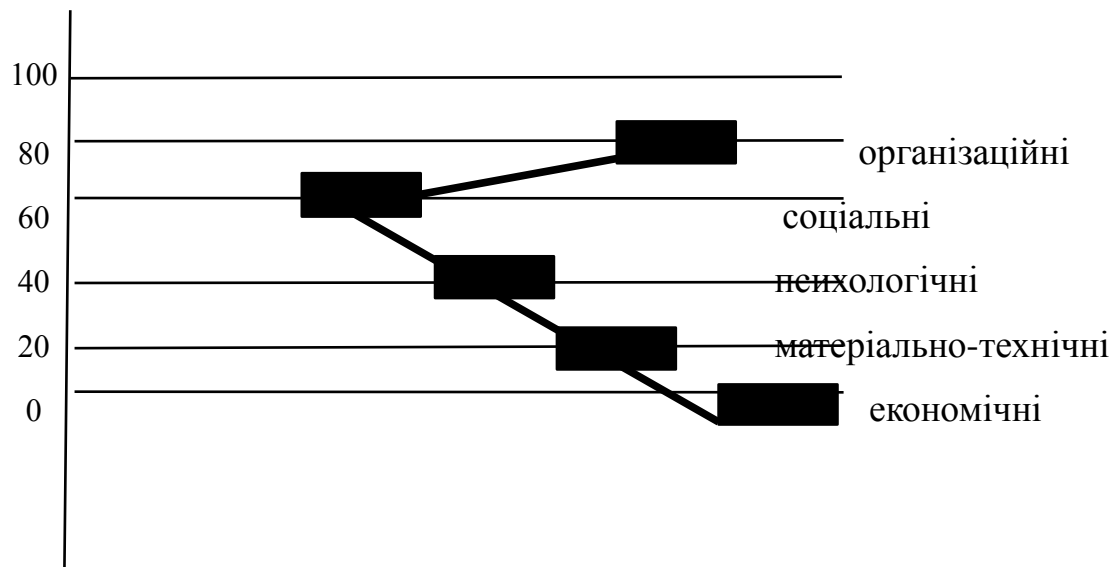 100
80
організаційні
60
соціальні
40
психологічні
20
матеріально-технічні
0
економічні